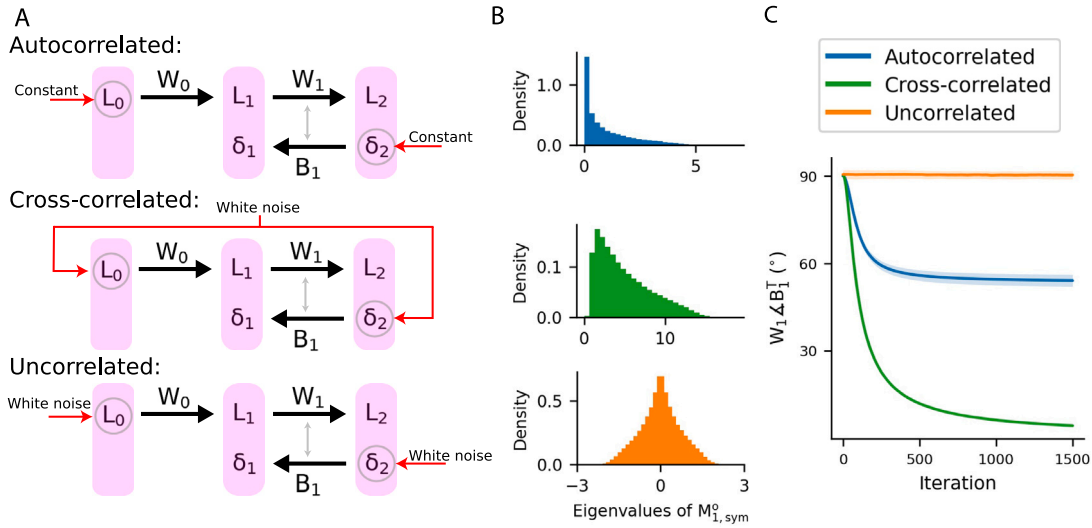 A
Autocorrelated:
Constant
L₀
W₀
L₁
W₁
L₂
δ₁
B₁
δ₂
Constant
Cross-correlated:
White noise
L₀
W₀
L₁
W₁
L₂
δ₁
B₁
δ₂
Uncorrelated:
White noise
L₀
W₀
L₁
W₁
L₂
δ₁
B₁
δ₂
White noise
B
Density
1.0
0.0
0
5
Density
0.1
0.0
0
10
Density
0.5
0.0
−3
0
3
Eigenvalues of M₁,ₛᵧₘᵒ
C
Autocorrelated
Cross-correlated
Uncorrelated
W₁∡B₁ᵀ (°)
90
60
30
0
500
1000
1500
Iteration